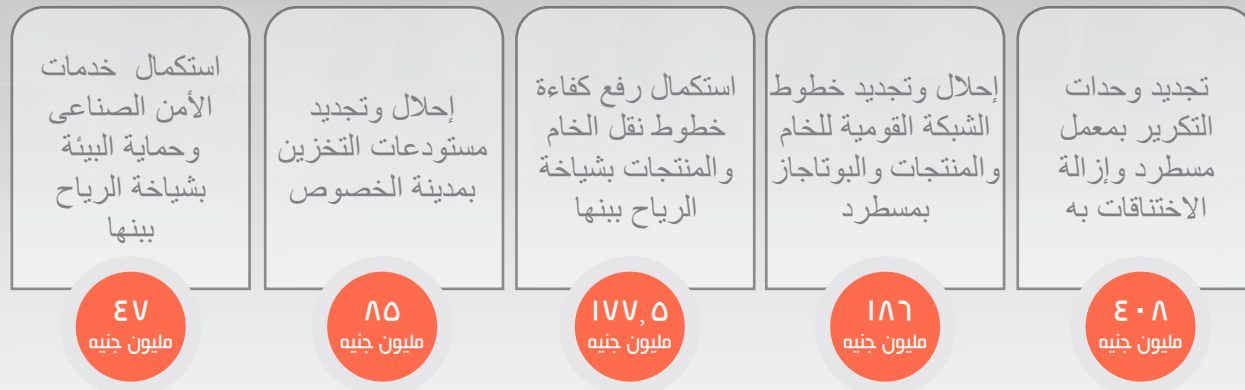 تجديد وحدات
التكرير بمعمل
مسطرد وإزالة
الاختناقات به
٤٠٨
مليون جنيه
إحلال وتجديد خطوط
الشبكة القومية للخام
والمنتجات والبوتاجاز
بمسطرد
١٨٦
مليون جنيه
استكمال رفع كفاءة
خطوط نقل الخام
والمنتجات بشياخة
الرياح ببنها
١٧٧,٥
مليون جنيه
إحلال وتجديد
مستودعات التخزين
بمدينة الخصوص
٨٥
مليون جنيه
استكمال خدمات
الأمن الصناعى
وحماية البيئة
بشياخة الرياح
ببنها
٤٧
مليون جنيه